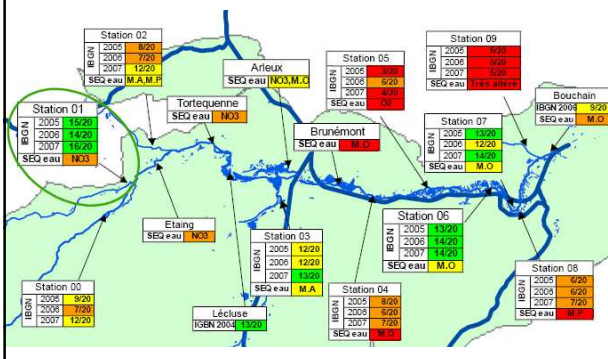 Station 02
IBGN
2005 8/20
2006 7/20
2007 12/20
SEQ eau M.A,M.P
Arleux
SEQ eau NO3,M.O
Station 05
IBGN
2005 3/20
2006 6/20
2007 4/20
SEQ eau O2
Station 09
IBGN
2005 5/20
2006 5/20
2007 5/20
SEQ eau Très altéré
Bouchain
IBGN 2006 9/20
SEQ eau M.O
Station 01
IBGN
2005 15/20
2006 14/20
2007 16/20
SEQ eau NO3
Tortequenne
SEQ eau NO3
Brunémont
SEQ eau M.O
Station 07
IBGN
2005 13/20
2006 12/20
2007 14/20
SEQ eau M.O
Etaing
SEQ eau NO3
Station 03
IBGN
2005 12/20
2006 12/20
2007 13/20
SEQ eau M.A
Station 06
IBGN
2005 13/20
2006 14/20
2007 14/20
SEQ eau M.O
Station 00
IBGN
2005 9/20
2006 7/20
2007 12/20
Lécluse
IGBN 2004 13/20
Station 04
IBGN
2005 8/20
2006 6/20
2007 7/20
SEQ eau M.O
Station 08
IBGN
2005 6/20
2006 6/20
2007 7/20
SEQ eau M.P